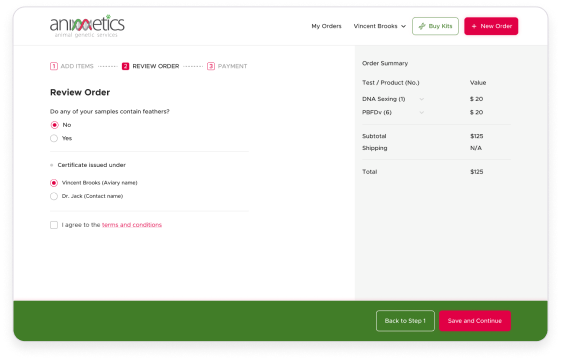 animetics
animal genetic services
My Orders
Vincent Brooks
Buy Kits
+ New Order
1 ADD ITEMS
2 REVIEW ORDER
3 PAYMENT
Review Order
Do any of your samples contain feathers?
No
Yes
Certificate issued under
Vincent Brooks (Aviary name)
Dr. Jack (Contact name)
I agree to the terms and conditions
Order Summary
Test / Product (No.) Value
DNA Sexing (1) $ 20
PBFDv (6) $ 20
Subtotal $125
Shipping N/A
Total $125
Back to Step 1
Save and Continue